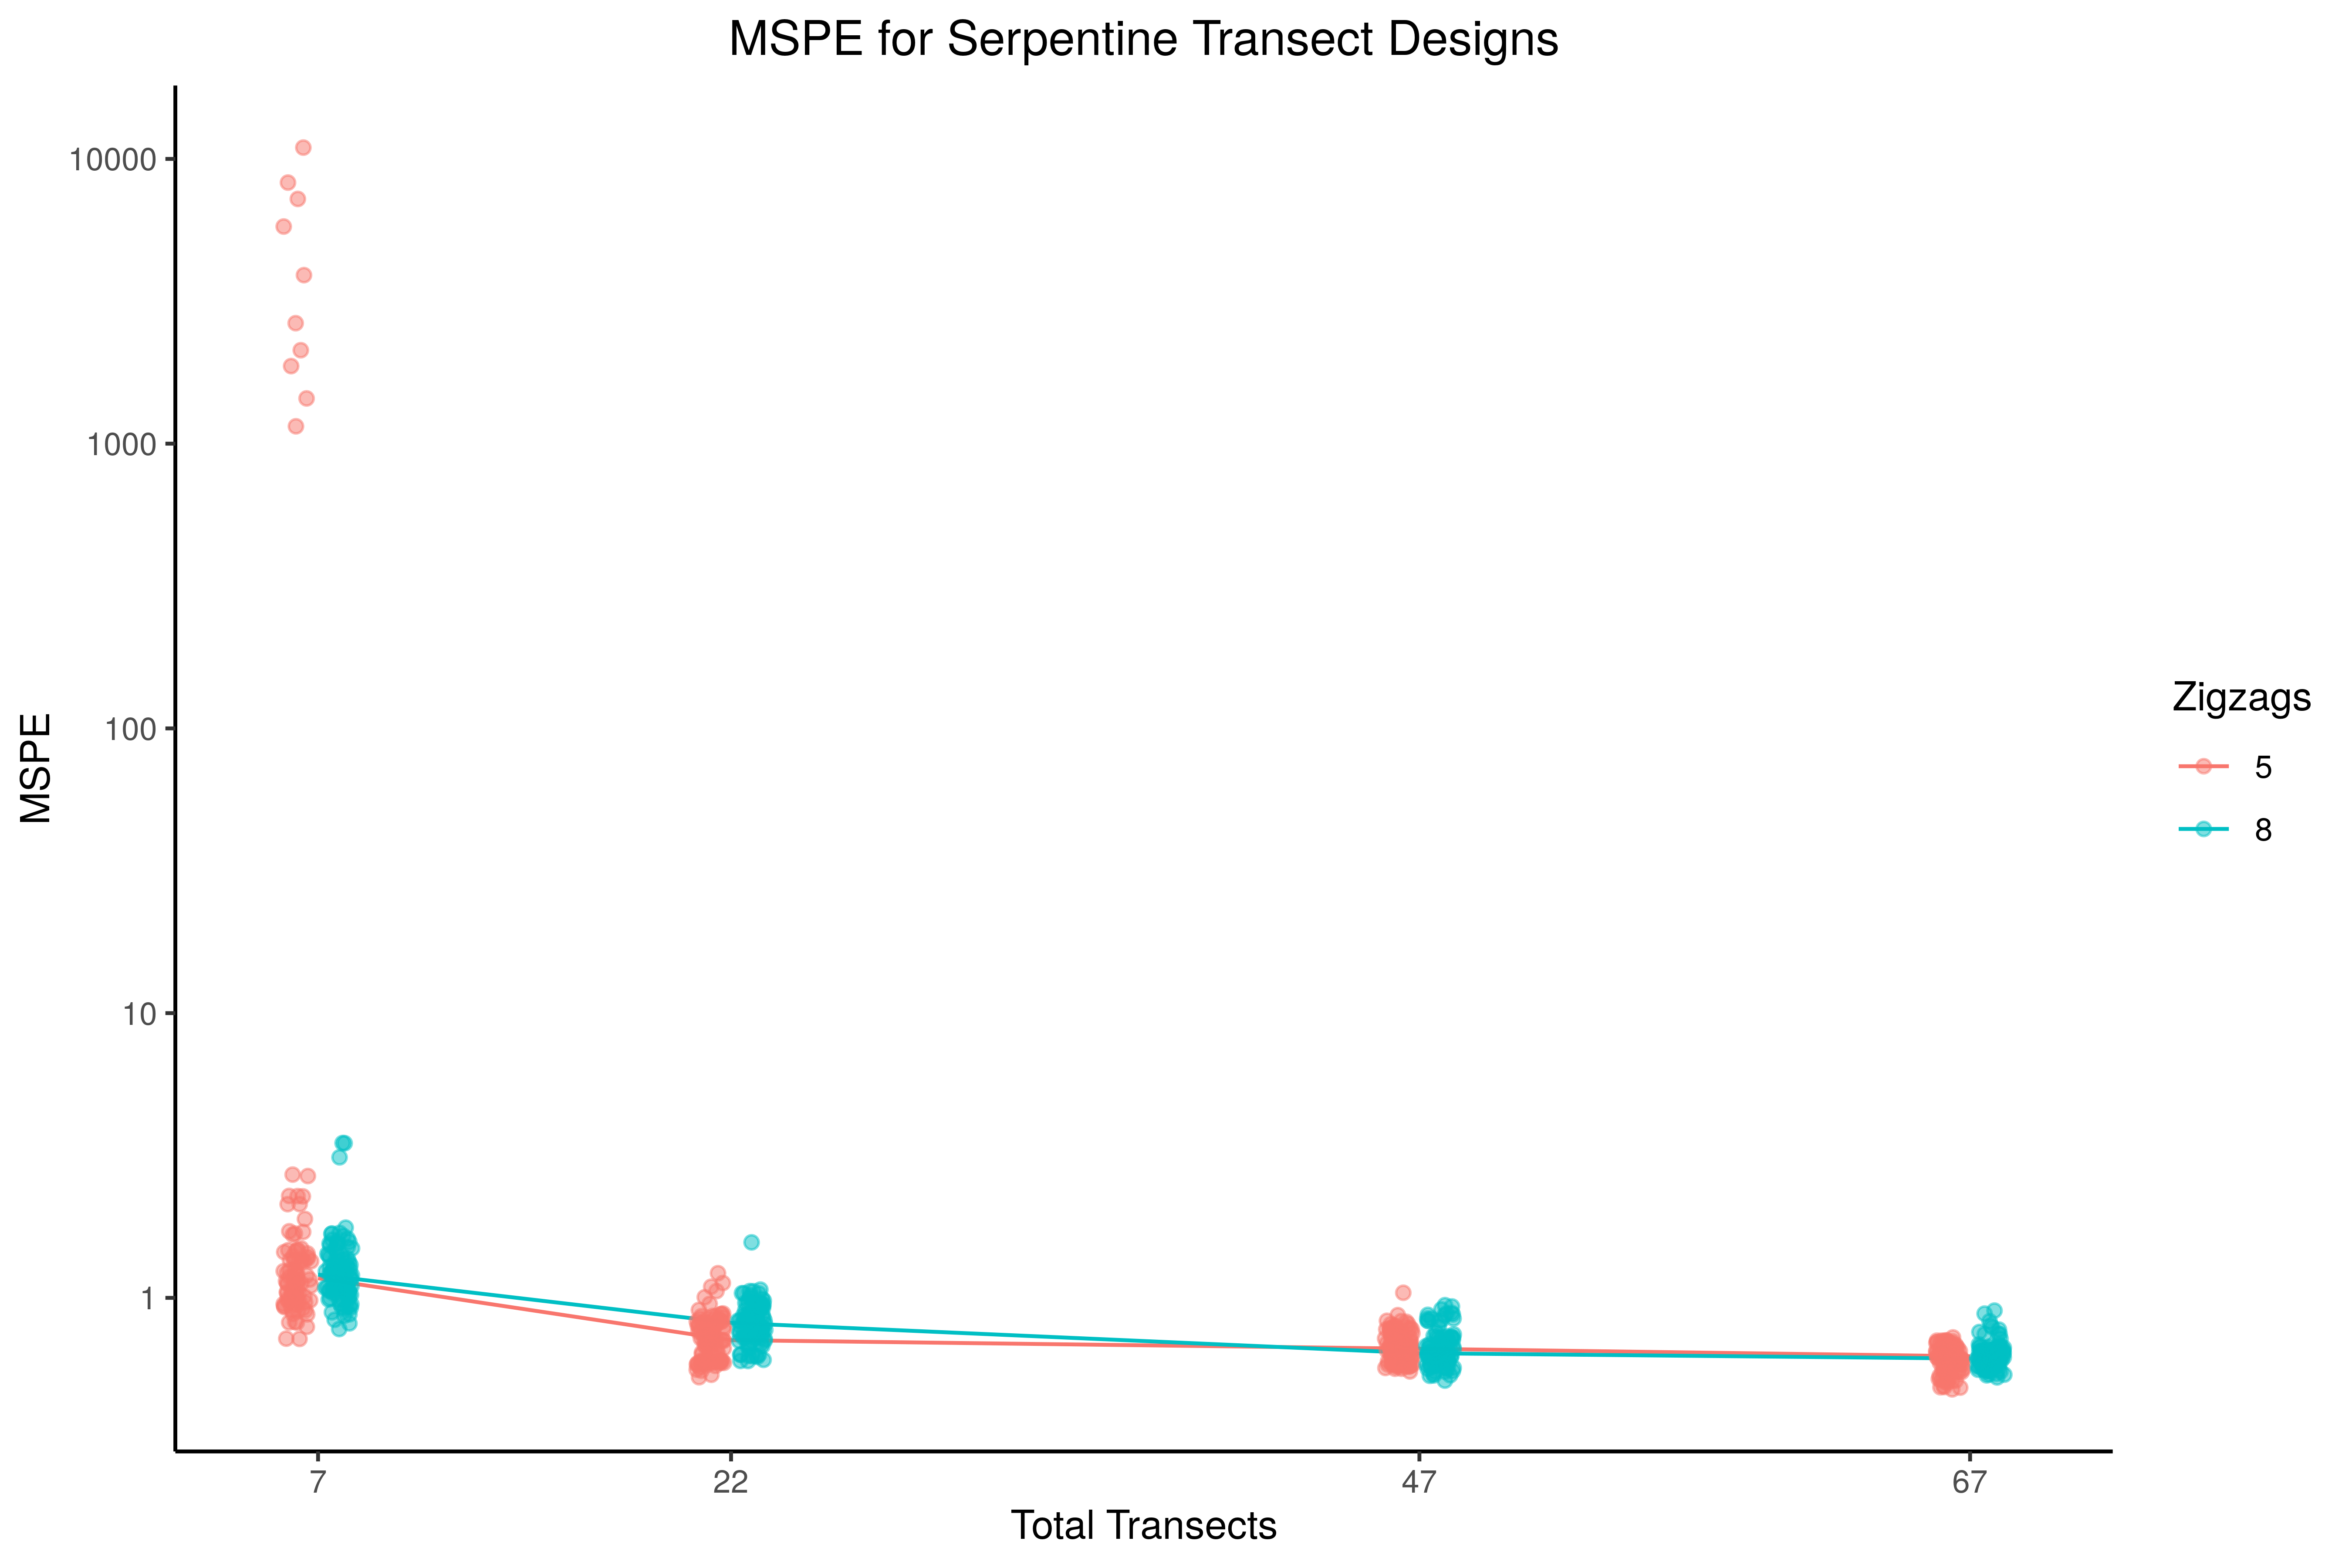 MSPE for Serpentine Transect Designs
10000
1000
100
10
1
MSPE
7
22
47
67
Total Transects
Zigzags
5
8